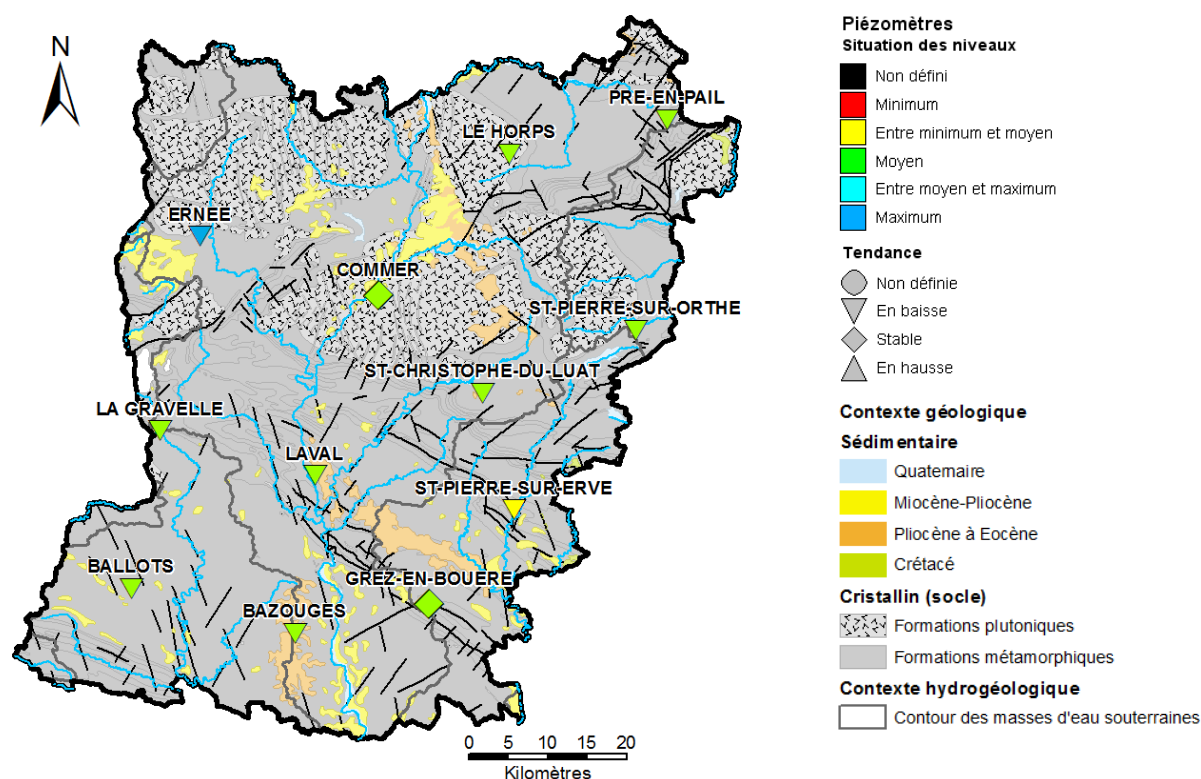 N
PRE-EN-PAIL
LE HORPS
ERNEE
COMMER
ST-PIERRE-SUR-ORTHE
ST-CHRISTOPHE-DU-LUAT
LA GRAVELLE
LAVAL
ST-PIERRE-SUR-ERVE
BALLOTS
GREZ-EN-BOUERE
BAZOUGES
0 5 10 15 20
Kilomètres
Piézomètres
Situation des niveaux
Non défini
Minimum
Entre minimum et moyen
Moyen
Entre moyen et maximum
Maximum
Tendance
Non définie
En baisse
Stable
En hausse
Contexte géologique
Sédimentaire
Quaternaire
Miocène-Pliocène
Pliocène à Eocène
Crétacé
Cristallin (socle)
Formations plutoniques
Formations métamorphiques
Contexte hydrogéologique
Contour des masses d'eau souterraines